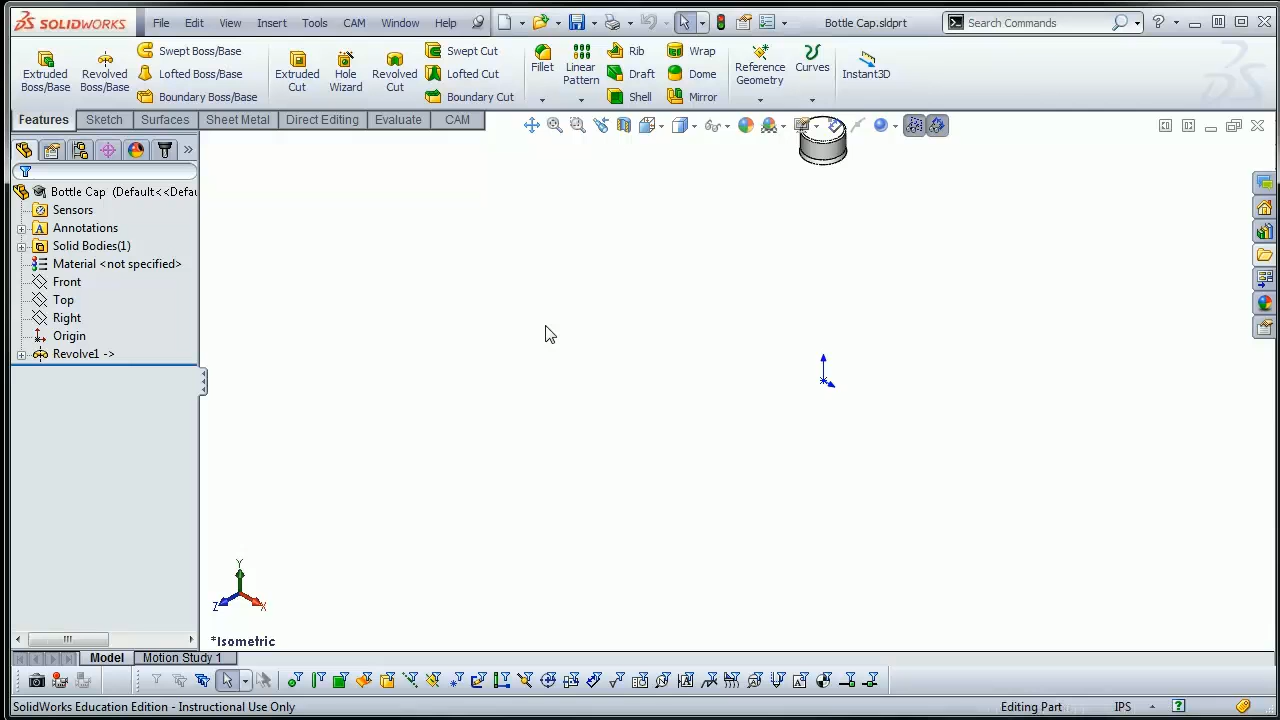 SOLIDWORKS File Edit View Insert Tools CAM Window Help Bottle Cap.sldprt Search Commands
Extruded Boss/Base
Revolved Boss/Base
Swept Boss/Base
Lofted Boss/Base
Boundary Boss/Base
Extruded Cut
Hole Wizard
Revolved Cut
Swept Cut
Lofted Cut
Boundary Cut
Fillet
Linear Pattern
Rib
Draft
Shell
Wrap
Dome
Mirror
Reference Geometry
Curves
Instant3D
Features Sketch Surfaces Sheet Metal Direct Editing Evaluate CAM
Bottle Cap (Default<<Defau
Sensors
Annotations
Solid Bodies(1)
Material <not specified>
Front
Top
Right
Origin
Revolve1 ->
Y
Z X
*Isometric
Model Motion Study 1
SolidWorks Education Edition - Instructional Use Only Editing Part IPS